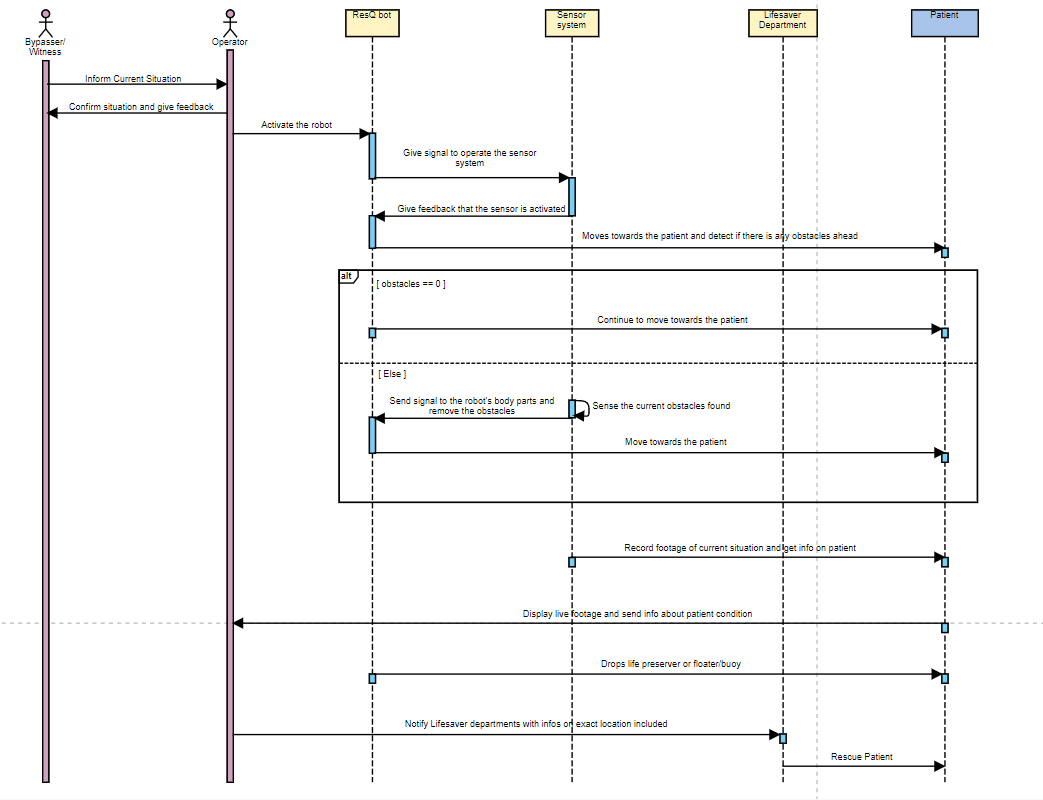 Bypasser/
Witness
Operator
ResQ bot
Sensor
system
Lifesaver
Department
Patient
Inform Current Situation
Confirm situation and give feedback
Activate the robot
Give signal to operate the sensor
system
Give feedback that the sensor is activated
Moves towards the patient and detect if there is any obstacles ahead
alt
[ obstacles == 0 ]
Continue to move towards the patient
[ Else ]
Send signal to the robot's body parts and
remove the obstacles
Sense the current obstacles found
Move towards the patient
Record footage of current situation and get info on patient
Display live footage and send info about patient condition
Drops life preserver or floater/buoy
Notify Lifesaver departments with infos on exact location included
Rescue Patient